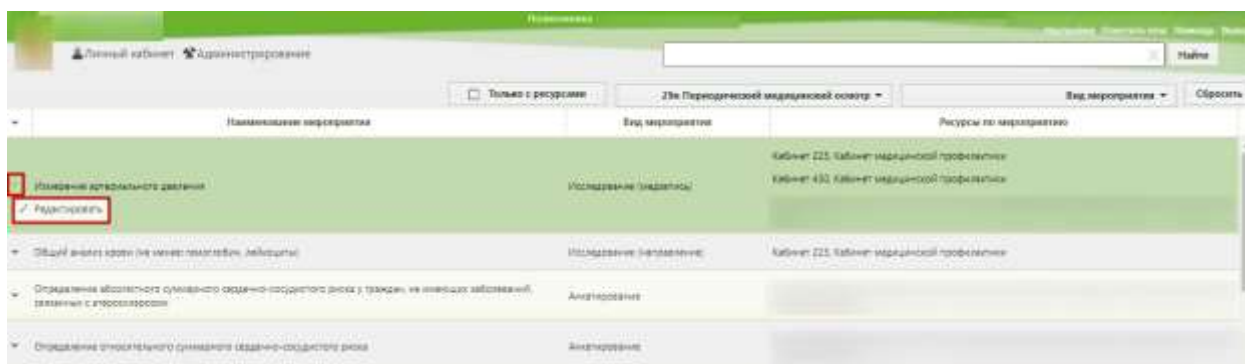 Поликлиника
Личный кабинет Администрирование
Найти
Только с ресурсами
29н Периодический медицинский осмотр
Вид мероприятия
Сбросить
Наименование мероприятия
Вид мероприятия
Ресурсы по мероприятию
Кабинет 225, Кабинет медицинской профилактики
Измерение артериального давления
Исследование (медзапись)
Кабинет 430, Кабинет медицинской профилактики
Редактировать
Общий анализ крови (не менее: гемоглобин, лейкоциты)
Исследование (направление)
Кабинет 225, Кабинет медицинской профилактики
Определение абсолютного суммарного сердечно-сосудистого риска у граждан, не имеющих заболеваний,
связанных с атеросклерозом
Анкетирование
Определение относительного суммарного сердечно-сосудистого риска
Анкетирование